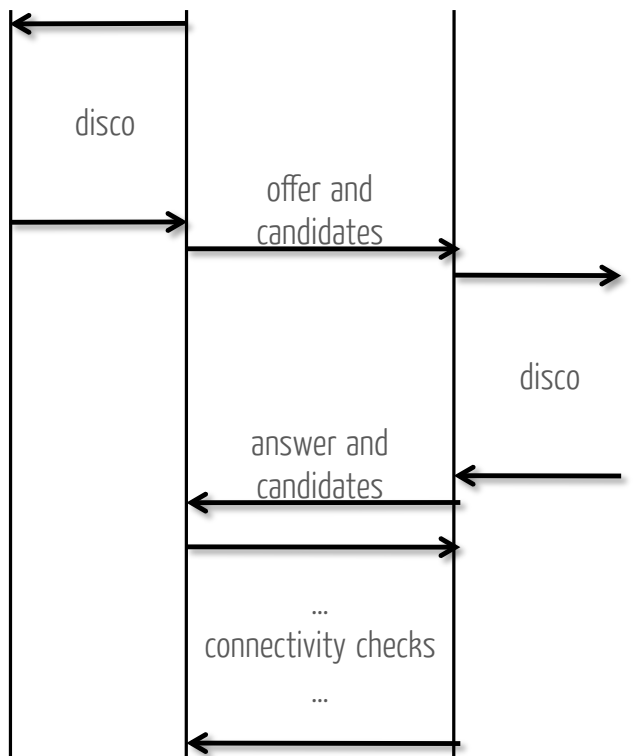 disco
offer and
candidates
disco
answer and
candidates
...
connectivity checks
...